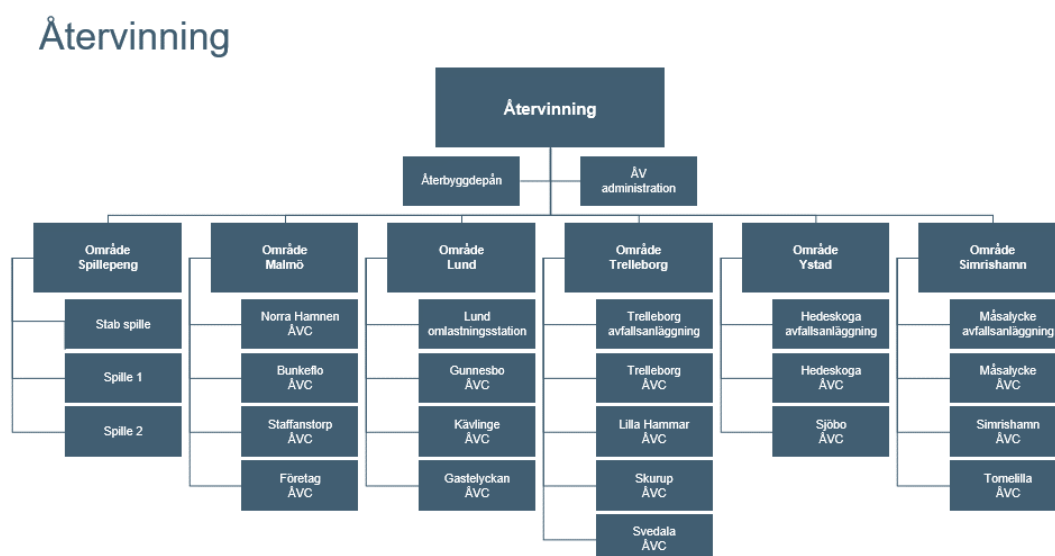 Återvinning
Återvinning
Återbyggdepån
ÅV
administration
Område
Spillepeng
Stab spille
Spille 1
Spille 2
Område
Malmö
Norra Hamnen
ÅVC
Bunkeflo
ÅVC
Staffanstorp
ÅVC
Företag
ÅVC
Område
Lund
Lund
omlastningsstation
Gunnesbo
ÅVC
Kävlinge
ÅVC
Gastelyckan
ÅVC
Område
Trelleborg
Trelleborg
avfallsanläggning
Trelleborg
ÅVC
Lilla Hammar
ÅVC
Skurup
ÅVC
Svedala
ÅVC
Område
Ystad
Hedeskoga
avfallsanläggning
Hedeskoga
ÅVC
Sjöbo
ÅVC
Område
Simrishamn
Måsalycke
avfallsanläggning
Måsalycke
ÅVC
Simrishamn
ÅVC
Tomelilla
ÅVC